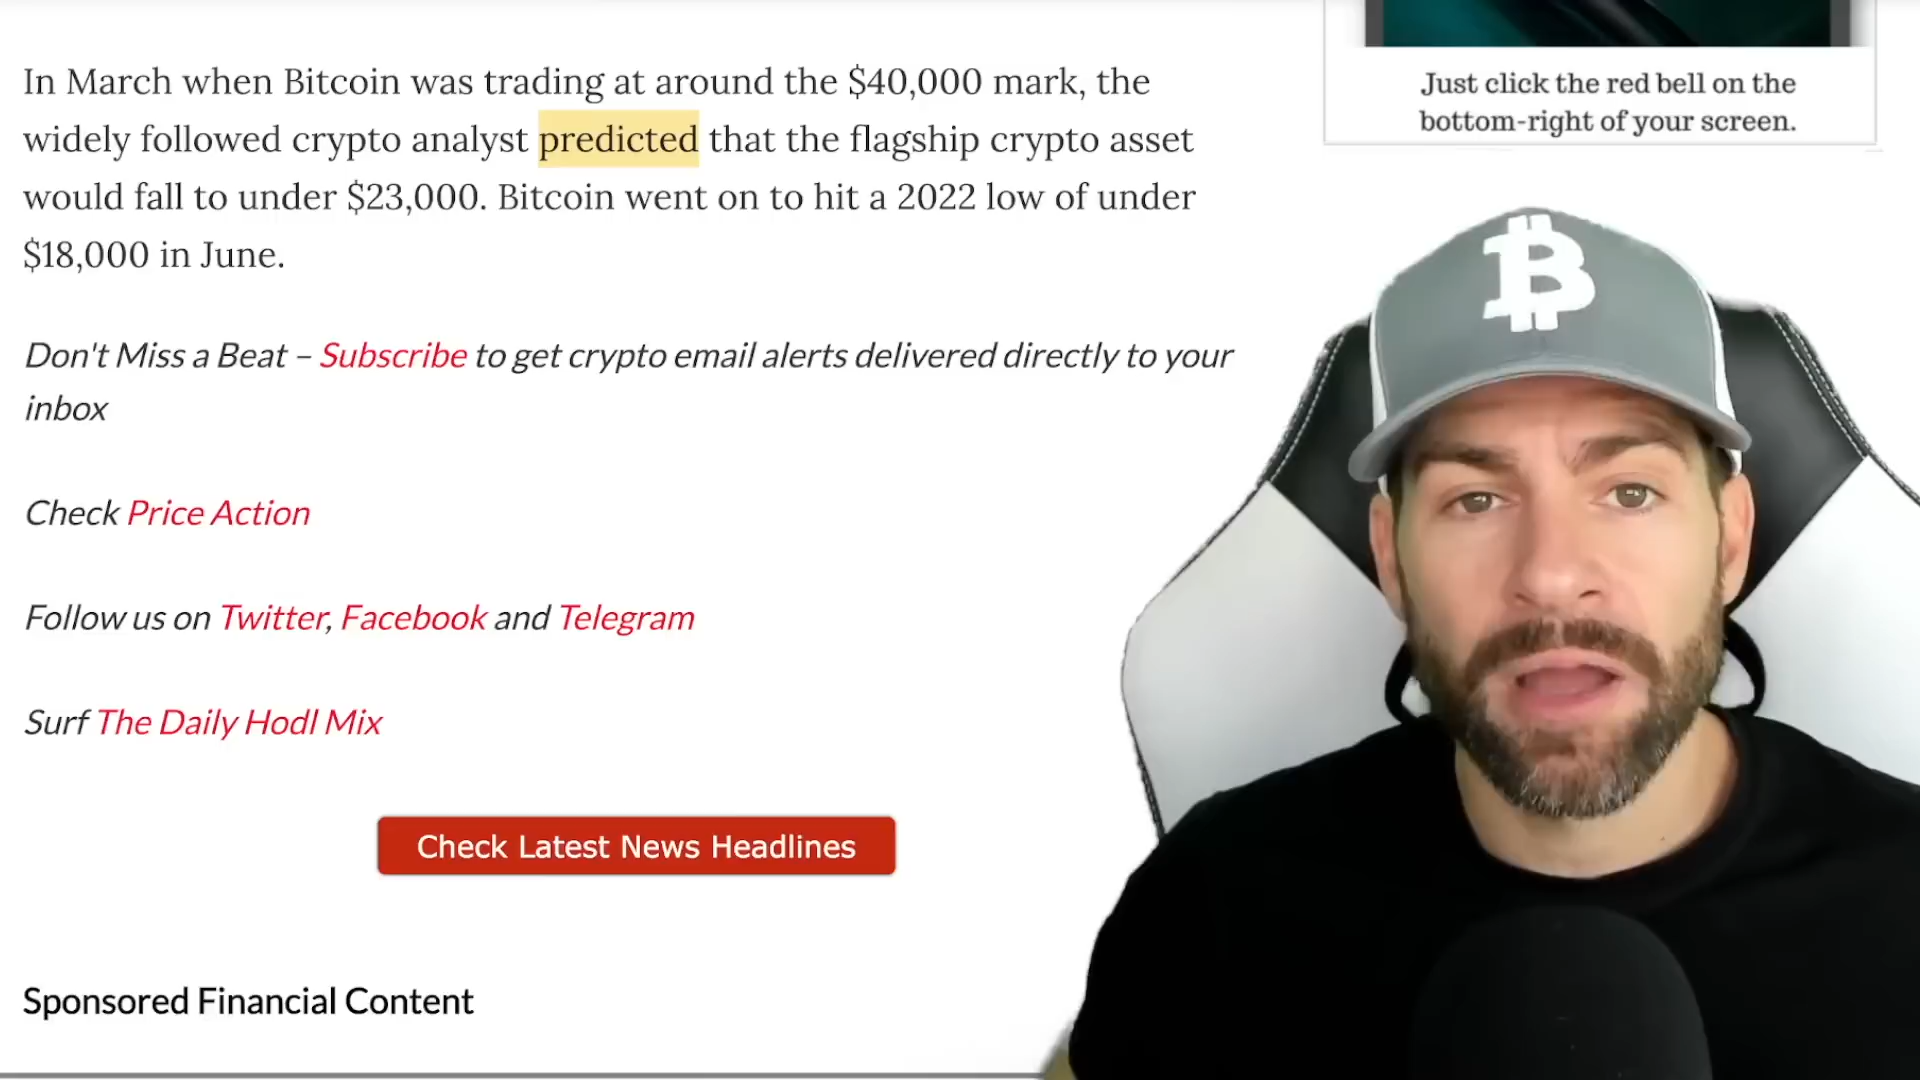 In March when Bitcoin was trading at around the $40,000 mark, the
widely followed crypto analyst predicted that the flagship crypto asset
would fall to under $23,000. Bitcoin went on to hit a 2022 low of under
$18,000 in June.
Don't Miss a Beat – Subscribe to get crypto email alerts delivered directly to your
inbox
Check Price Action
Follow us on Twitter, Facebook and Telegram
Surf The Daily Hodl Mix
Check Latest News Headlines
Sponsored Financial Content
Just click the red bell on the
bottom-right of your screen.